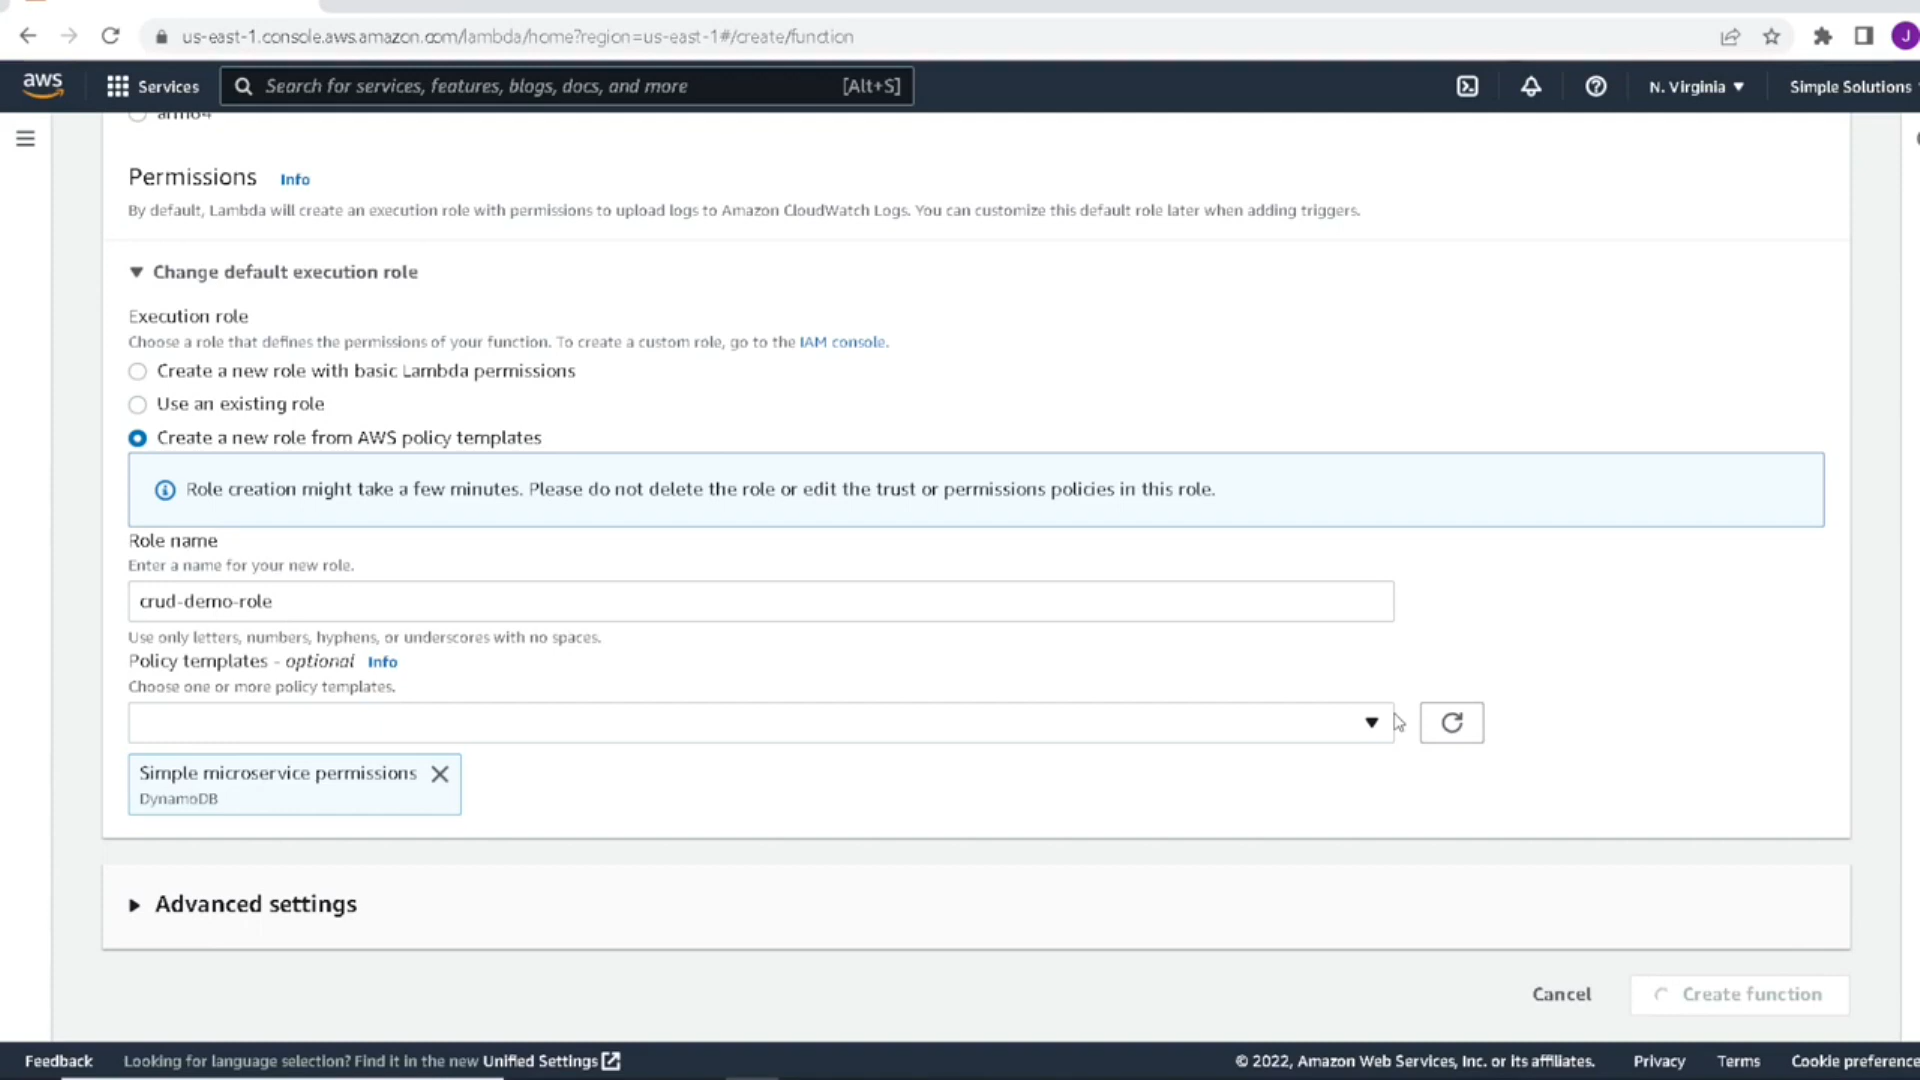 us-east-1.console.aws.amazon.com/lambda/home?region=us-east-1#/create/function
J
aws
Services
Search for services, features, blogs, docs, and more
[Alt+S]
N. Virginia
Simple Solutions
arm64
Permissions Info
By default, Lambda will create an execution role with permissions to upload logs to Amazon CloudWatch Logs. You can customize this default role later when adding triggers.
Change default execution role
Execution role
Choose a role that defines the permissions of your function. To create a custom role, go to the IAM console.
Create a new role with basic Lambda permissions
Use an existing role
Create a new role from AWS policy templates
Role creation might take a few minutes. Please do not delete the role or edit the trust or permissions policies in this role.
Role name
Enter a name for your new role.
crud-demo-role
Use only letters, numbers, hyphens, or underscores with no spaces.
Policy templates - optional Info
Choose one or more policy templates.
Simple microservice permissions
DynamoDB
Advanced settings
Cancel
Create function
Feedback
Looking for language selection? Find it in the new Unified Settings
© 2022, Amazon Web Services, Inc. or its affiliates.
Privacy
Terms
Cookie preference